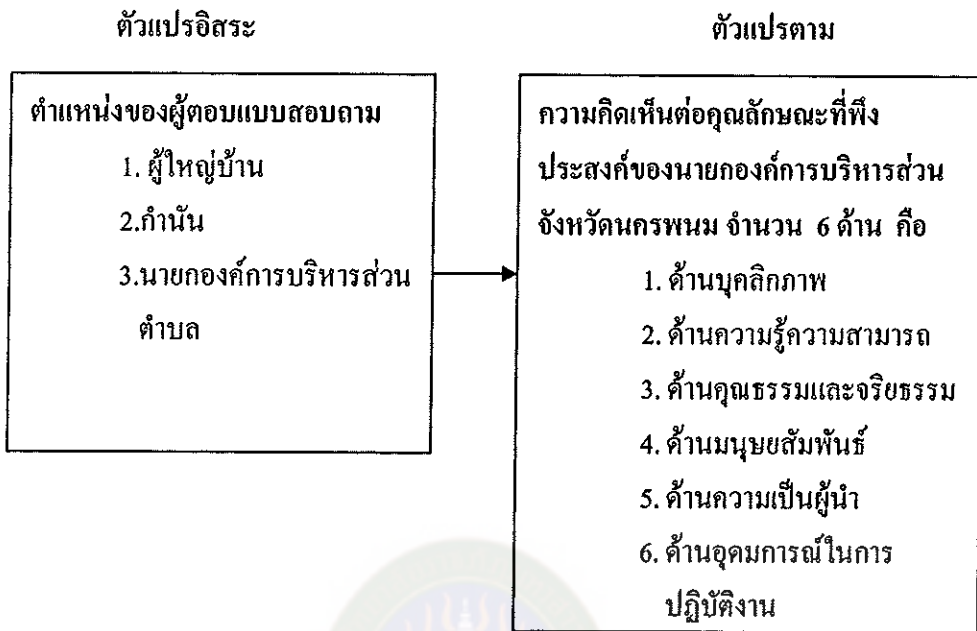 ตัวแปรอิสระ
ตำแหน่งของผู้ตอบแบบสอบถาม
1. ผู้ใหญ่บ้าน
2.กำนัน
3.นายกองค์การบริหารส่วน
ตำบล
ตัวแปรตาม
ความคิดเห็นต่อคุณลักษณะที่พึง
ประสงค์ของนายกองค์การบริหารส่วน
จังหวัดนครพนม จำนวน 6 ด้าน คือ
1. ด้านบุคลิกภาพ
2. ด้านความรู้ความสามารถ
3. ด้านคุณธรรมและจริยธรรม
4. ด้านมนุษยสัมพันธ์
5. ด้านความเป็นผู้นำ
6. ด้านอุดมการณ์ในการ
ปฏิบัติงาน